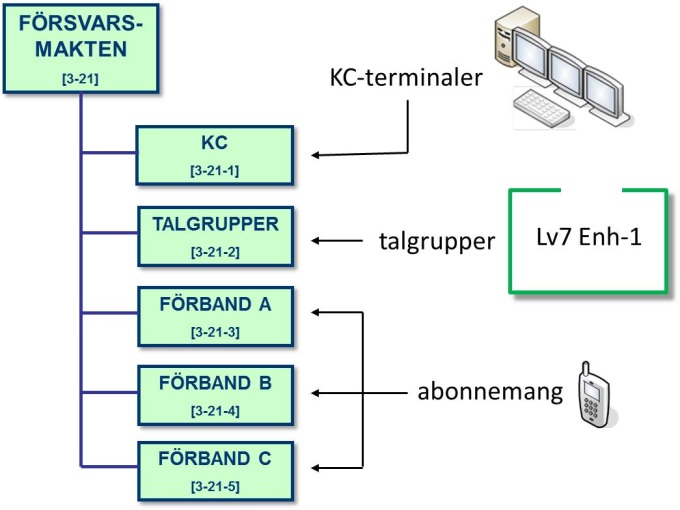 FÖRSVARS-
MAKTEN
[3-21]
KC-terminaler
KC
[3-21-1]
TALGRUPPER
[3-21-2]
talgrupper
Lv7 Enh-1
FÖRBAND A
[3-21-3]
FÖRBAND B
[3-21-4]
abonnemang
FÖRBAND C
[3-21-5]